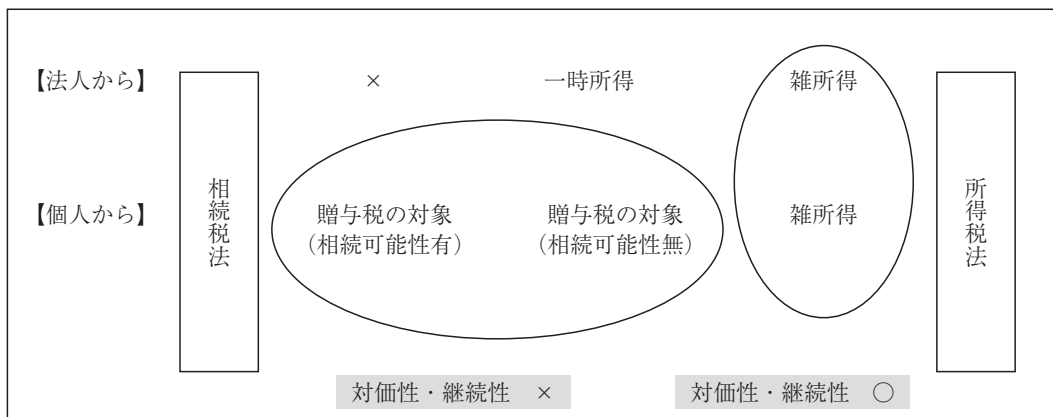 【法人から】 × 一時所得 雑所得
相続税法
所得税法
【個人から】 贈与税の対象 贈与税の対象 雑所得
(相続可能性有) (相続可能性無)
対価性・継続性 × 対価性・継続性 ○